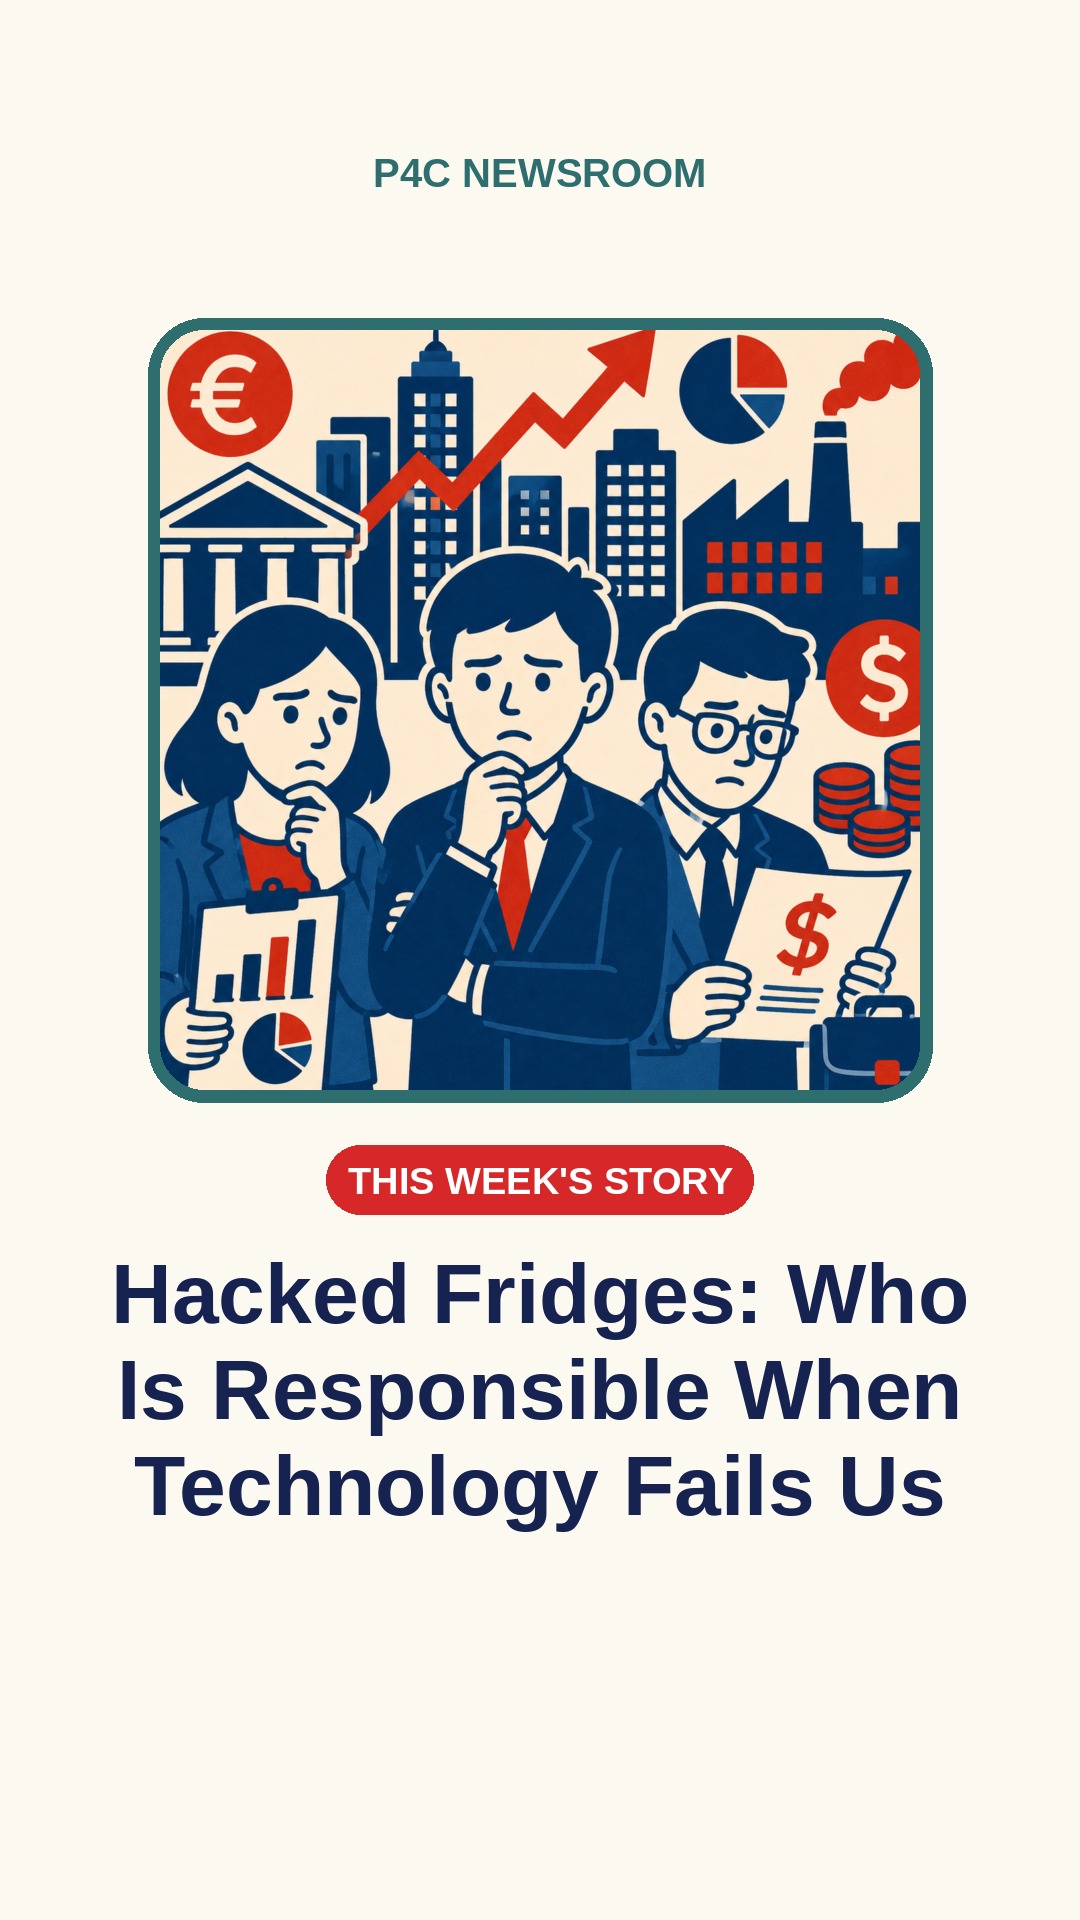 P4C NEWSROOM
€
$
$
THIS WEEK'S STORY
Hacked Fridges: Who
Is Responsible When
Technology Fails Us